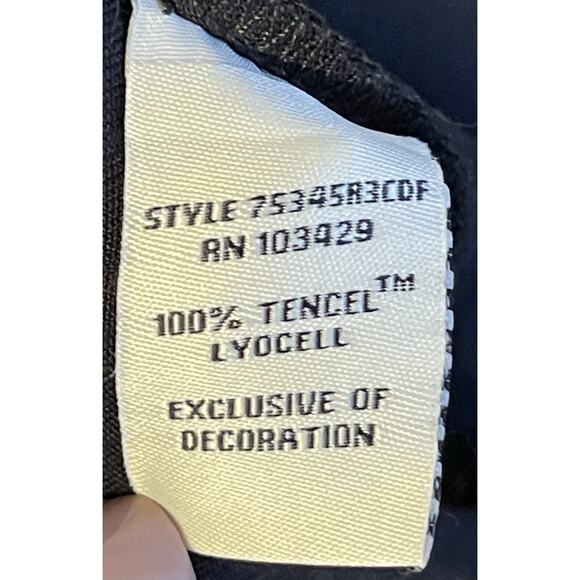 STYLE 75345R3CDF
RN 103429
100% TENCEL™
LYOCELL
EXCLUSIVE OF
DECORATION